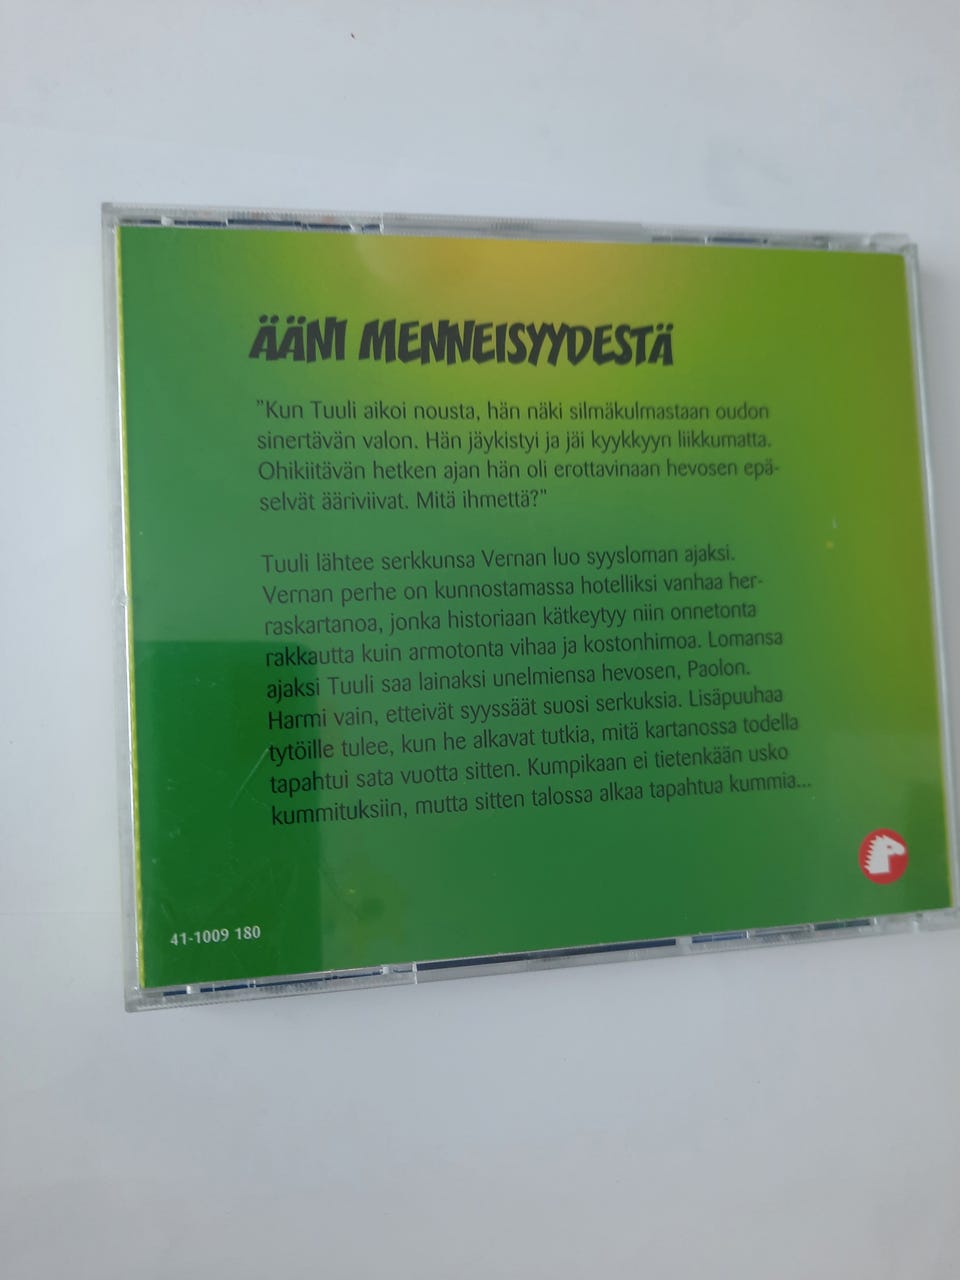 ÄÄNI MENNEISYYDESTÄ
"Kun Tuuli aikoi nousta, hän näki silmäkulmastaan oudon
sinertävän valon. Hän jäykistyi ja jäi kyykkyyn liikkumatta.
Ohikiitävän hetken ajan hän oli erottavinaan hevosen epä-
selvät ääriviivat. Mitä ihmettä?"
Tuuli lähtee serkkunsa Vernan luo syysloman ajaksi.
Vernan perhe on kunnostamassa hotelliksi vanhaa her-
raskartanoa, jonka historiaan kätkeytyy niin onnetonta
rakkautta kuin armotonta vihaa ja kostonhimoa. Lomansa
ajaksi Tuuli saa lainaksi unelmiensa hevosen, Paolon.
Harmi vain, etteivät syyssäät suosi serkuksia. Lisäpuuhaa
tytöille tulee, kun he alkavat tutkia, mitä kartanossa todella
tapahtui sata vuotta sitten. Kumpikaan ei tietenkään usko
kummituksiin, mutta sitten talossa alkaa tapahtua kummia...
41-1009 180